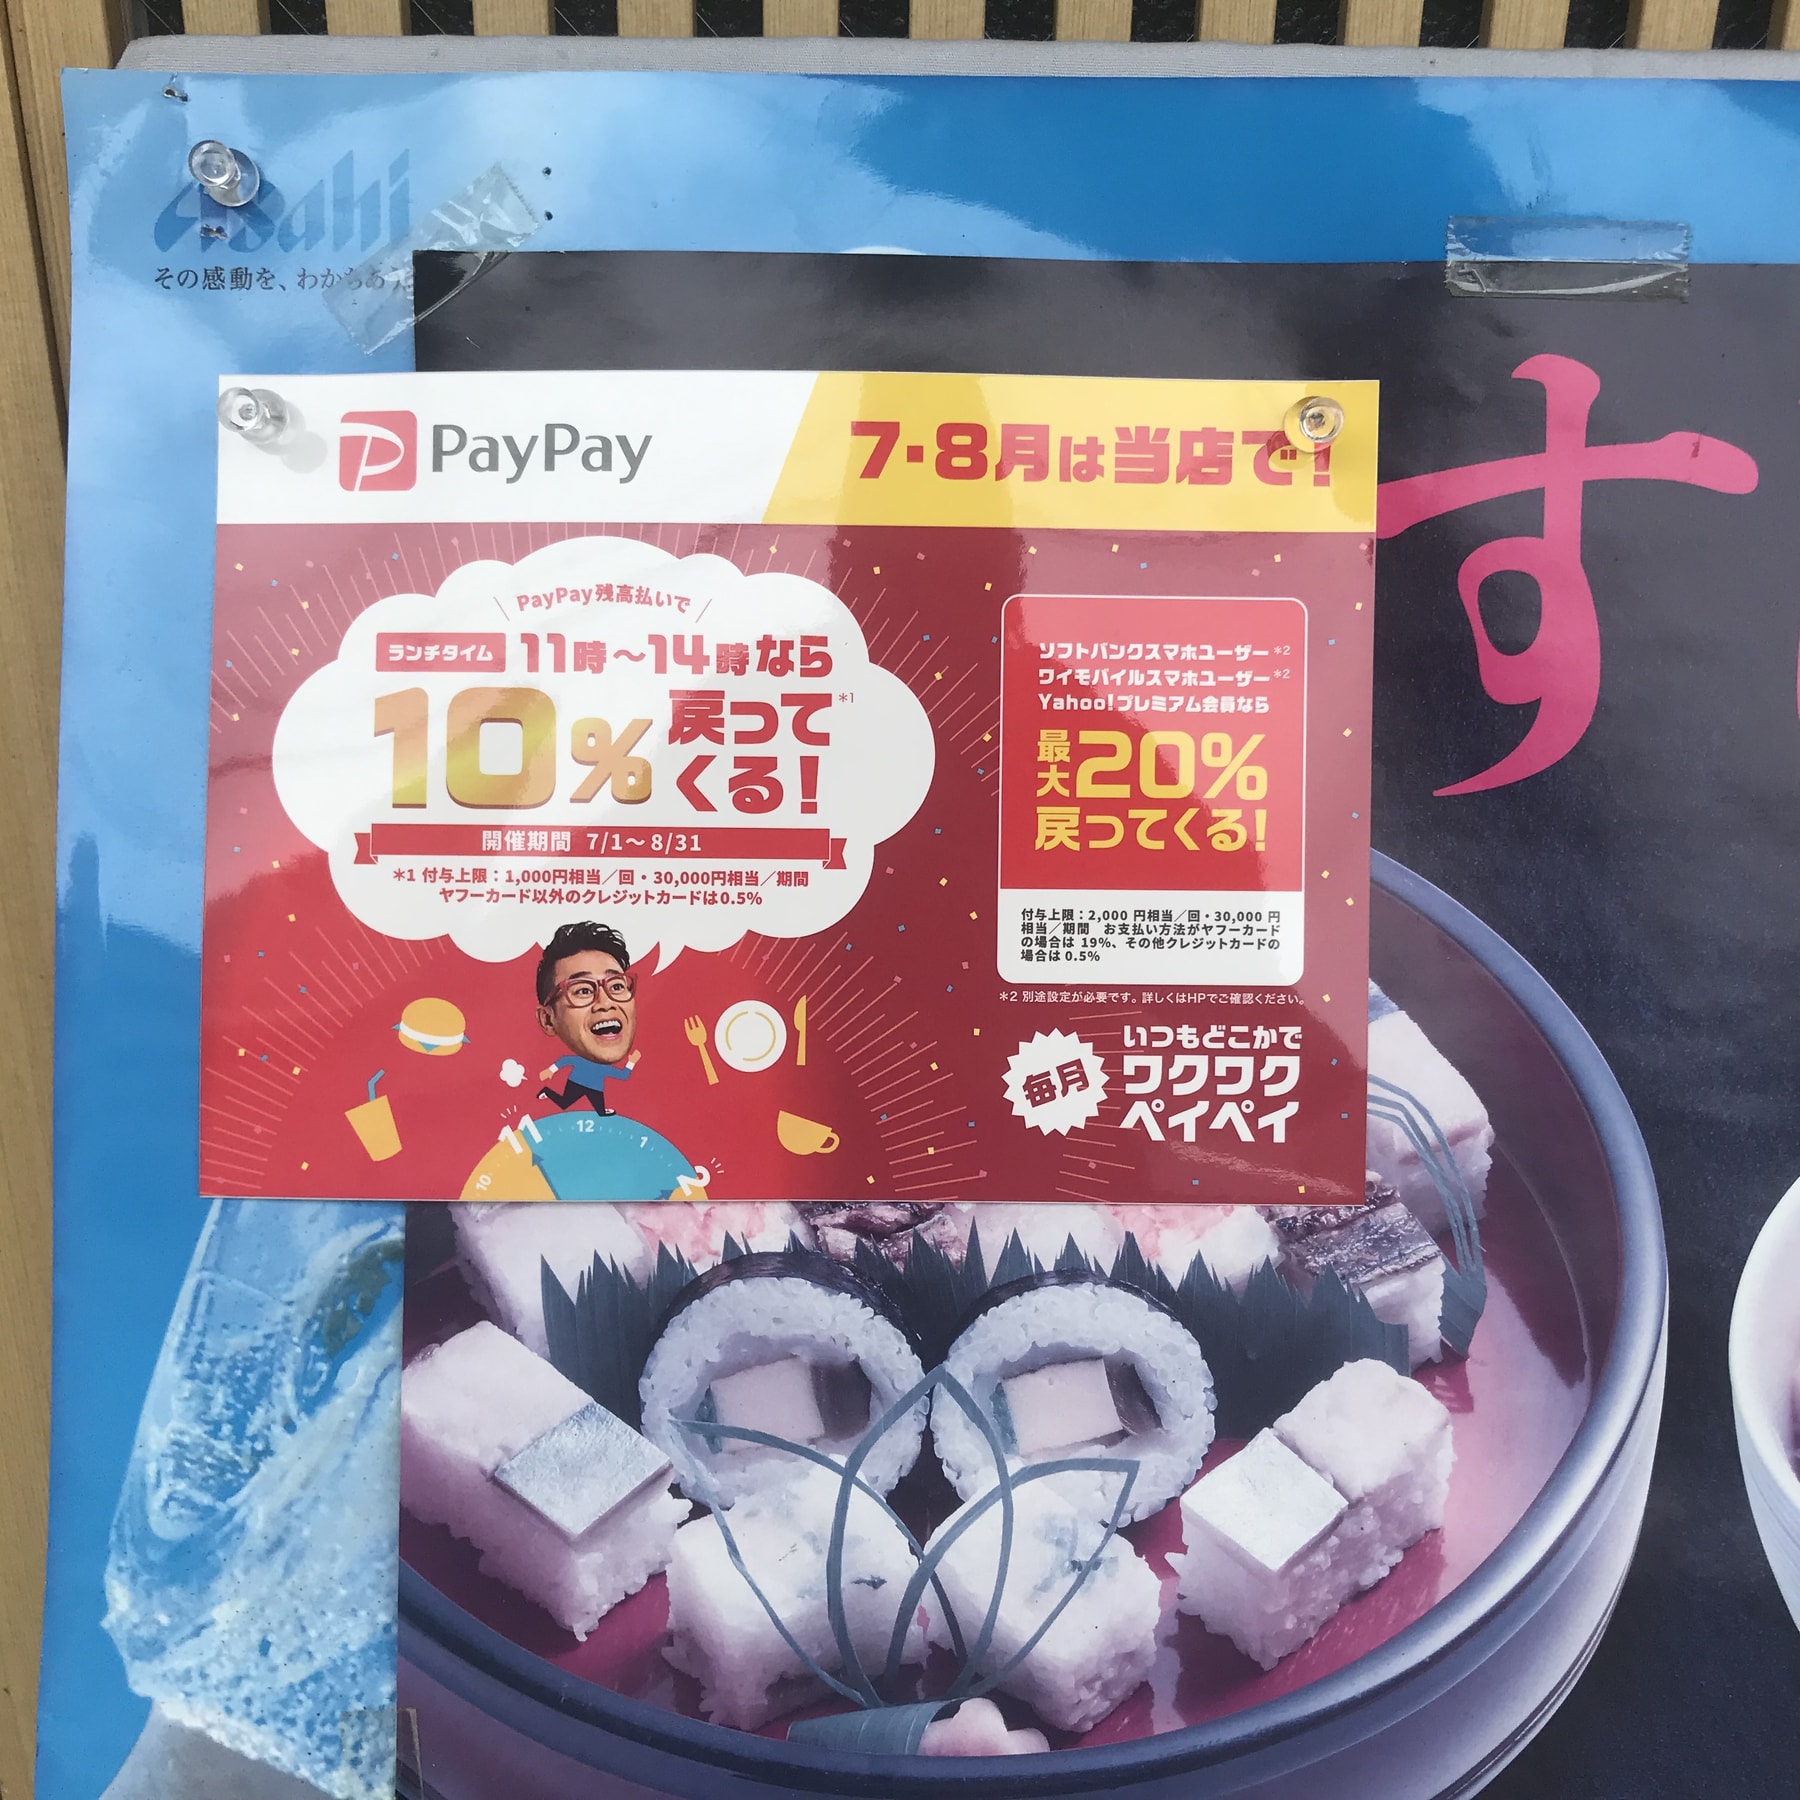 Asahi
その感動を、わかちあう
PayPay
7・8月は当店で!
PayPay残高払いで
ランチタイム 11時〜14時なら
10%戻って*1
くる!
開催期間 7/1〜8/31
*1 付与上限：1,000円相当／回・30,000円相当／期間
ヤフーカード以外のクレジットカードは0.5%
11
12
1
2
10
ソフトバンクスマホユーザー*2
ワイモバイルスマホユーザー*2
Yahoo!プレミアム会員なら
最大20%
戻ってくる!
付与上限：2,000 円相当／回・30,000 円
相当／期間 お支払い方法がヤフーカード
の場合は 19%、その他クレジットカードの
場合は 0.5%
*2 別途設定が必要です。詳しくはHPでご確認ください。
毎月
いつもどこかで
ワクワク
ペイペイ
す